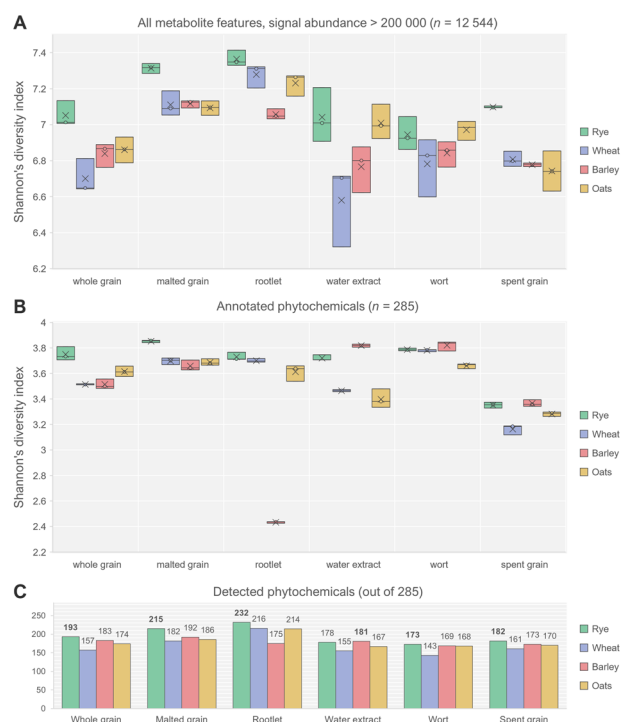 A
All metabolite features, signal abundance > 200 000 (n = 12 544)
Shannon's diversity index
7.4
7.2
7.0
6.8
6.6
6.4
6.2
whole grain malted grain rootlet water extract wort spent grain
Rye
Wheat
Barley
Oats
B
Annotated phytochemicals (n = 285)
Shannon's diversity index
4
3.8
3.6
3.4
3.2
3
2.8
2.6
2.4
2.2
whole grain malted grain rootlet water extract wort spent grain
Rye
Wheat
Barley
Oats
C
Detected phytochemicals (out of 285)
250
200
150
100
50
0
193 157 183 174 215 182 192 186 232 216 175 214 178 155 181 167 173 143 169 168 182 161 173 170
Whole grain Malted grain Rootlet Water extract Wort Spent grain
Rye
Wheat
Barley
Oats